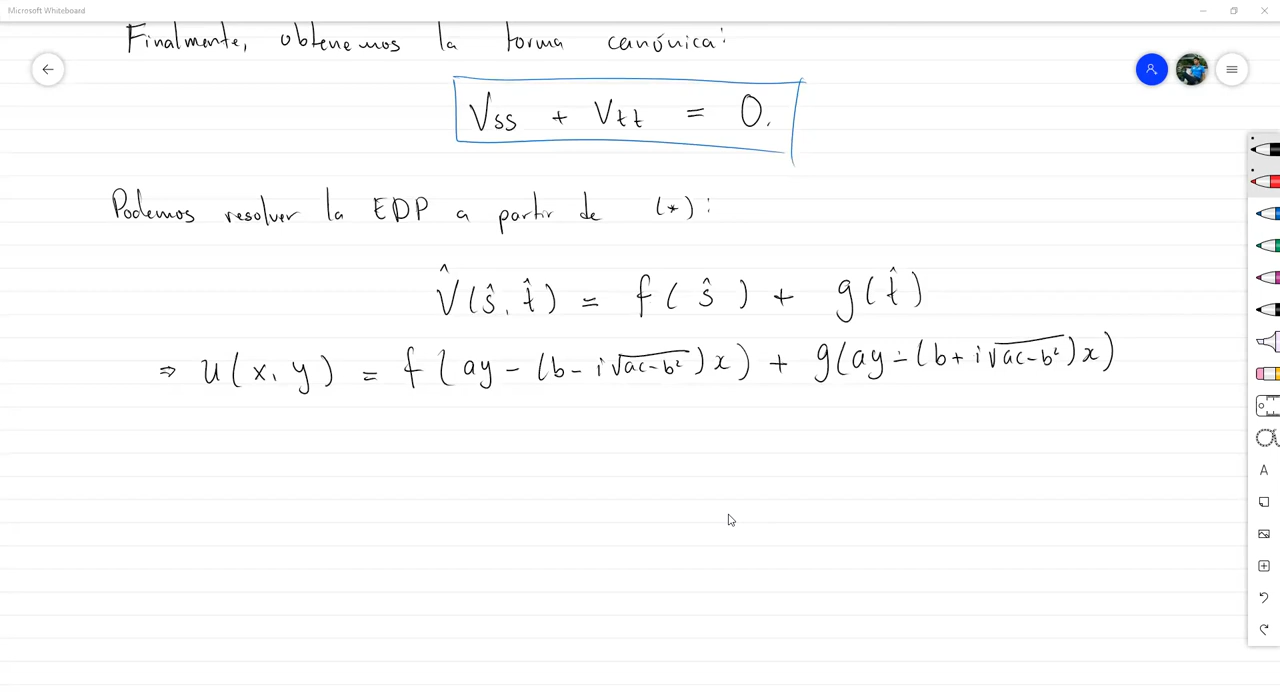 Microsoft Whiteboard
Finalmente, obtenemos la forma canónica:
Vss + Vtt = 0.
Podemos resolver la EDP a partir de (*):
V̂(ŝ, t̂) = f(ŝ) + g(t̂)
⇒ u(x, y) = f(ay - (b - i√(ac-b²))x) + g(ay - (b + i√(ac-b²))x)
A